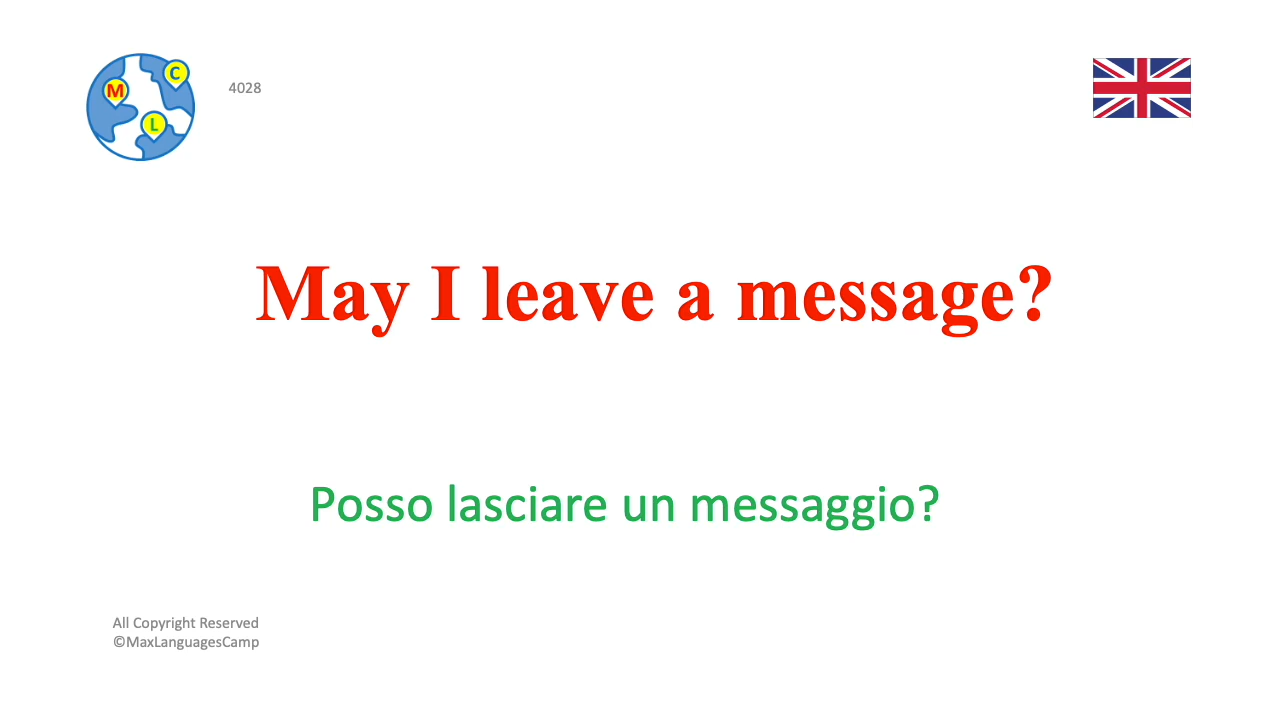 C
M
L
4028
May I leave a message?
Posso lasciare un messaggio?
All Copyright Reserved
©MaxLanguagesCamp